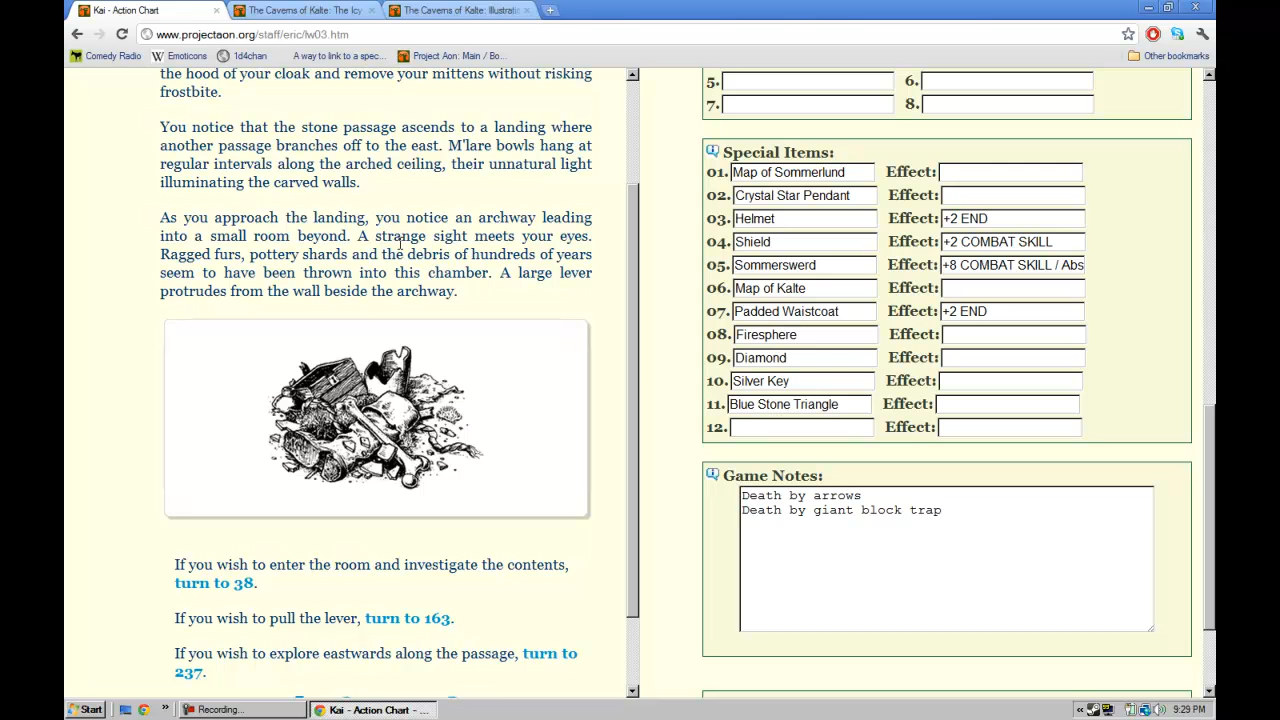 Kai - Action Chart
The Caverns of Kalte: The Icy
The Caverns of Kalte: Illustratin
www.projectaon.org/staff/eric/lw03.htm
Comedy Radio
Emoticons
1d4chan
A way to link to a spec...
Project Aon: Main / Bo...
Other bookmarks
the hood of your cloak and remove your mittens without risking
frostbite.
You notice that the stone passage ascends to a landing where
another passage branches off to the east. M'lare bowls hang at
regular intervals along the arched ceiling, their unnatural light
illuminating the carved walls.
As you approach the landing, you notice an archway leading
into a small room beyond. A strange sight meets your eyes.
Ragged furs, pottery shards and the debris of hundreds of years
seem to have been thrown into this chamber. A large lever
protrudes from the wall beside the archway.
If you wish to enter the room and investigate the contents,
turn to 38.
If you wish to pull the lever, turn to 163.
If you wish to explore eastwards along the passage, turn to
237.
5. 6.
7. 8.
Special Items:
01. Map of Sommerlund Effect:
02. Crystal Star Pendant Effect:
03. Helmet Effect: +2 END
04. Shield Effect: +2 COMBAT SKILL
05. Sommerswerd Effect: +8 COMBAT SKILL / Abs
06. Map of Kalte Effect:
07. Padded Waistcoat Effect: +2 END
08. Firesphere Effect:
09. Diamond Effect:
10. Silver Key Effect:
11. Blue Stone Triangle Effect:
12. Effect:
Game Notes:
Death by arrows
Death by giant block trap
Start
Recording...
Kai - Action Chart - ...
9:29 PM